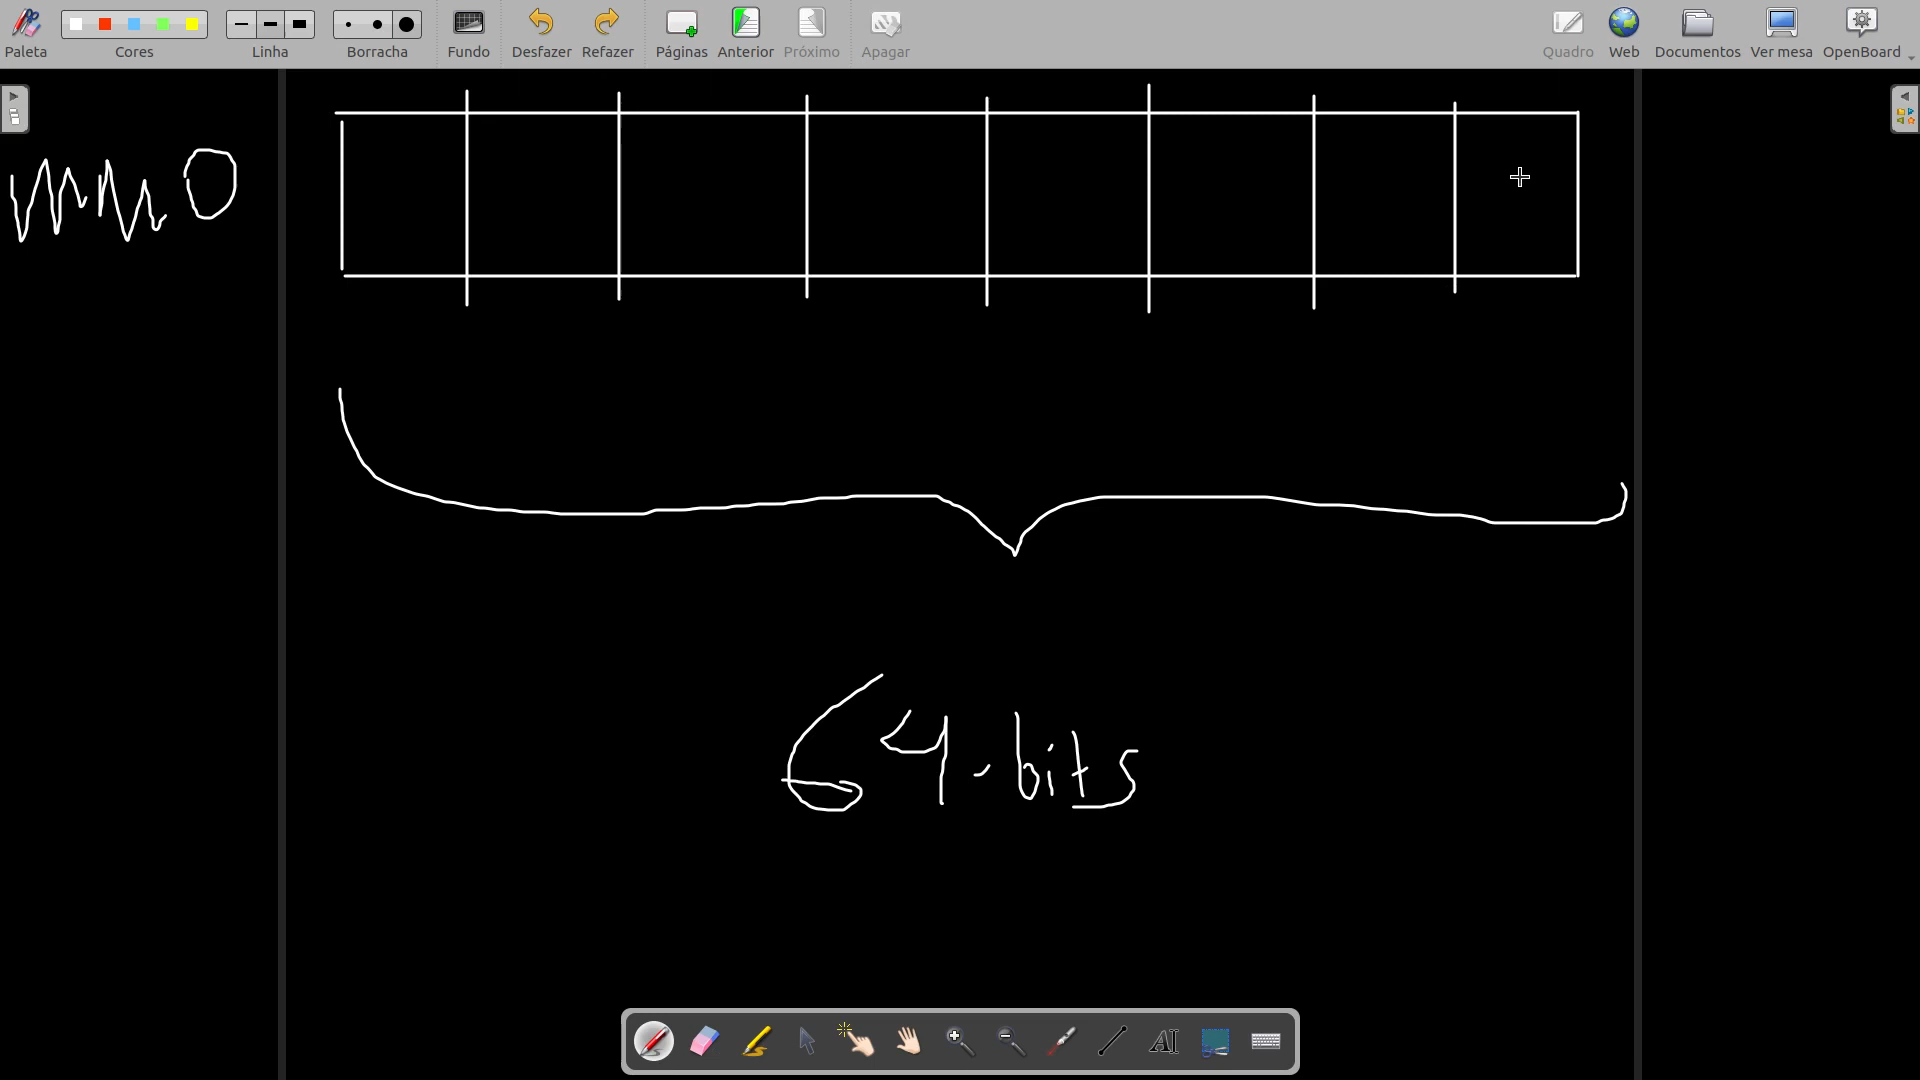 Paleta Cores Linha Borracha Fundo Desfazer Refazer Páginas Anterior Próximo Apagar Quadro Web Documentos Ver mesa OpenBoard
mm0
64-bits